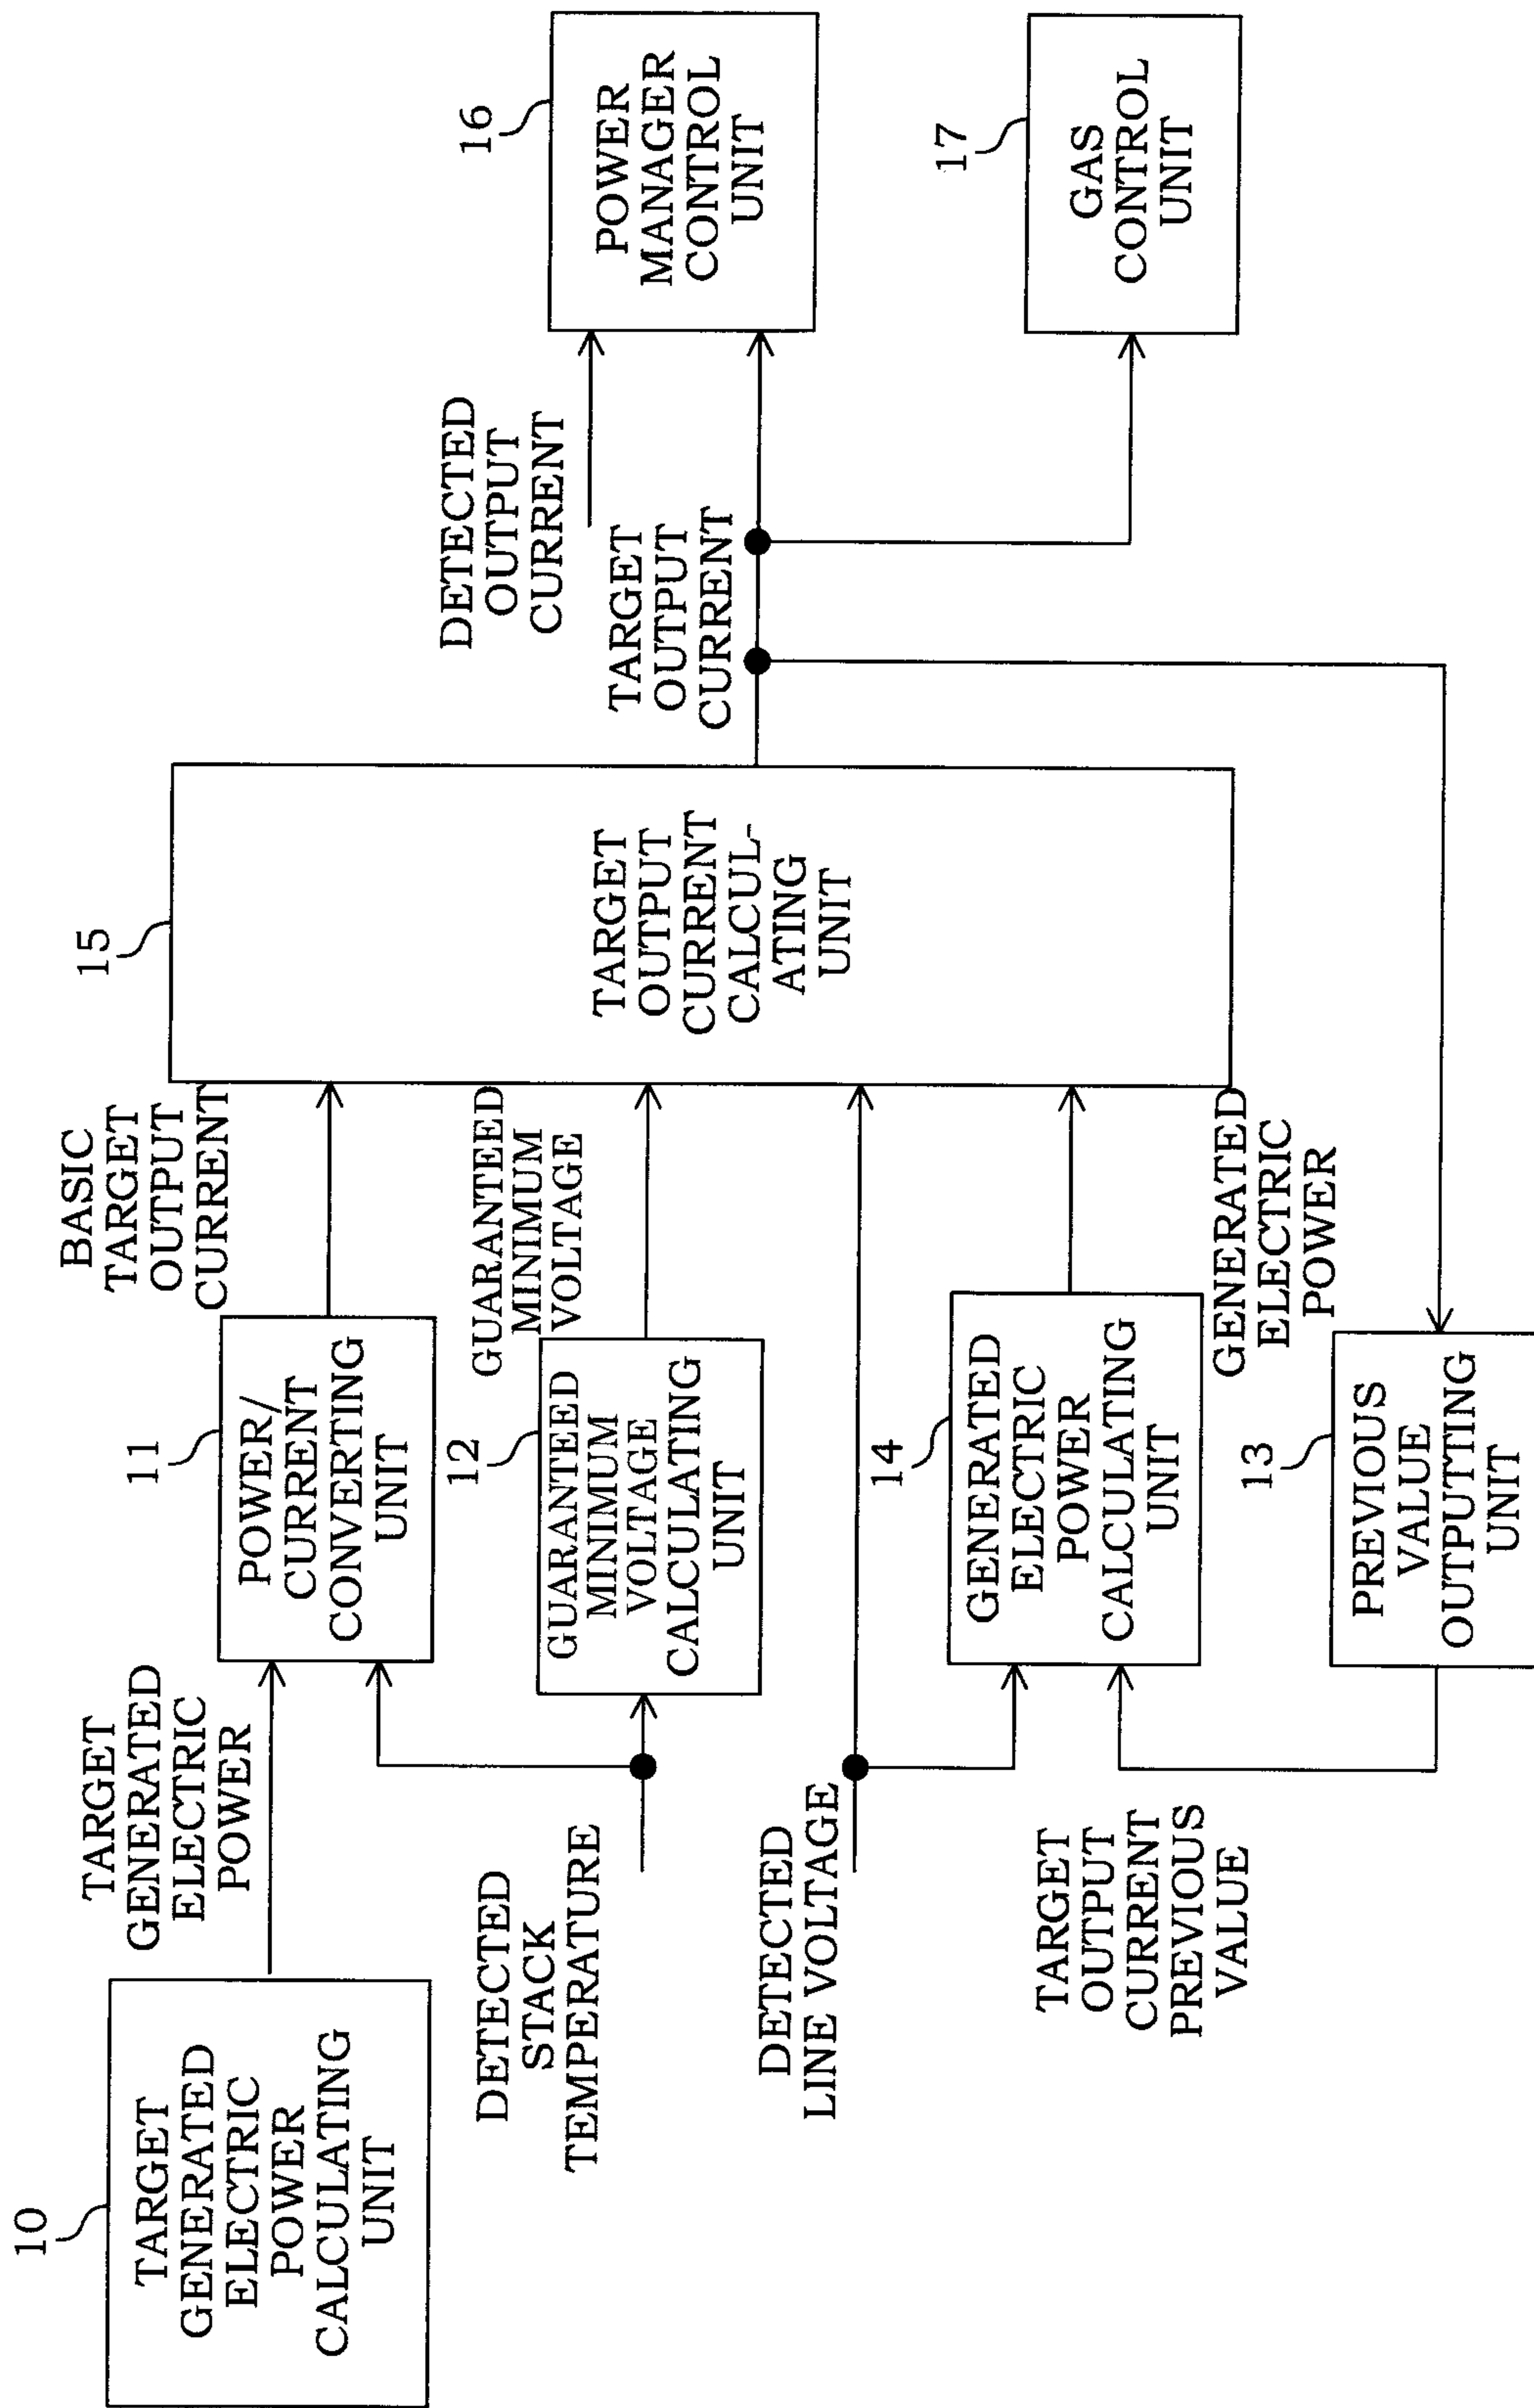 10
TARGET
GENERATED
ELECTRIC
POWER
CALCULATING
UNIT
TARGET
GENERATED
ELECTRIC
POWER
11
POWER/
CURRENT
CONVERTING
UNIT
BASIC
TARGET
OUTPUT
CURRENT
DETECTED
STACK
TEMPERATURE
12
GUARANTEED
MINIMUM
VOLTAGE
CALCULATING
UNIT
GUARANTEED
MINIMUM
VOLTAGE
DETECTED
LINE VOLTAGE
14
GENERATED
ELECTRIC
POWER
CALCULATING
UNIT
GENERATED
ELECTRIC
POWER
TARGET
OUTPUT
CURRENT
PREVIOUS
VALUE
13
PREVIOUS
VALUE
OUTPUTTING
UNIT
15
TARGET
OUTPUT
CURRENT
CALCUL-
ATING
UNIT
DETECTED
OUTPUT
CURRENT
TARGET
OUTPUT
CURRENT
16
POWER
MANAGER
CONTROL
UNIT
17
GAS
CONTROL
UNIT